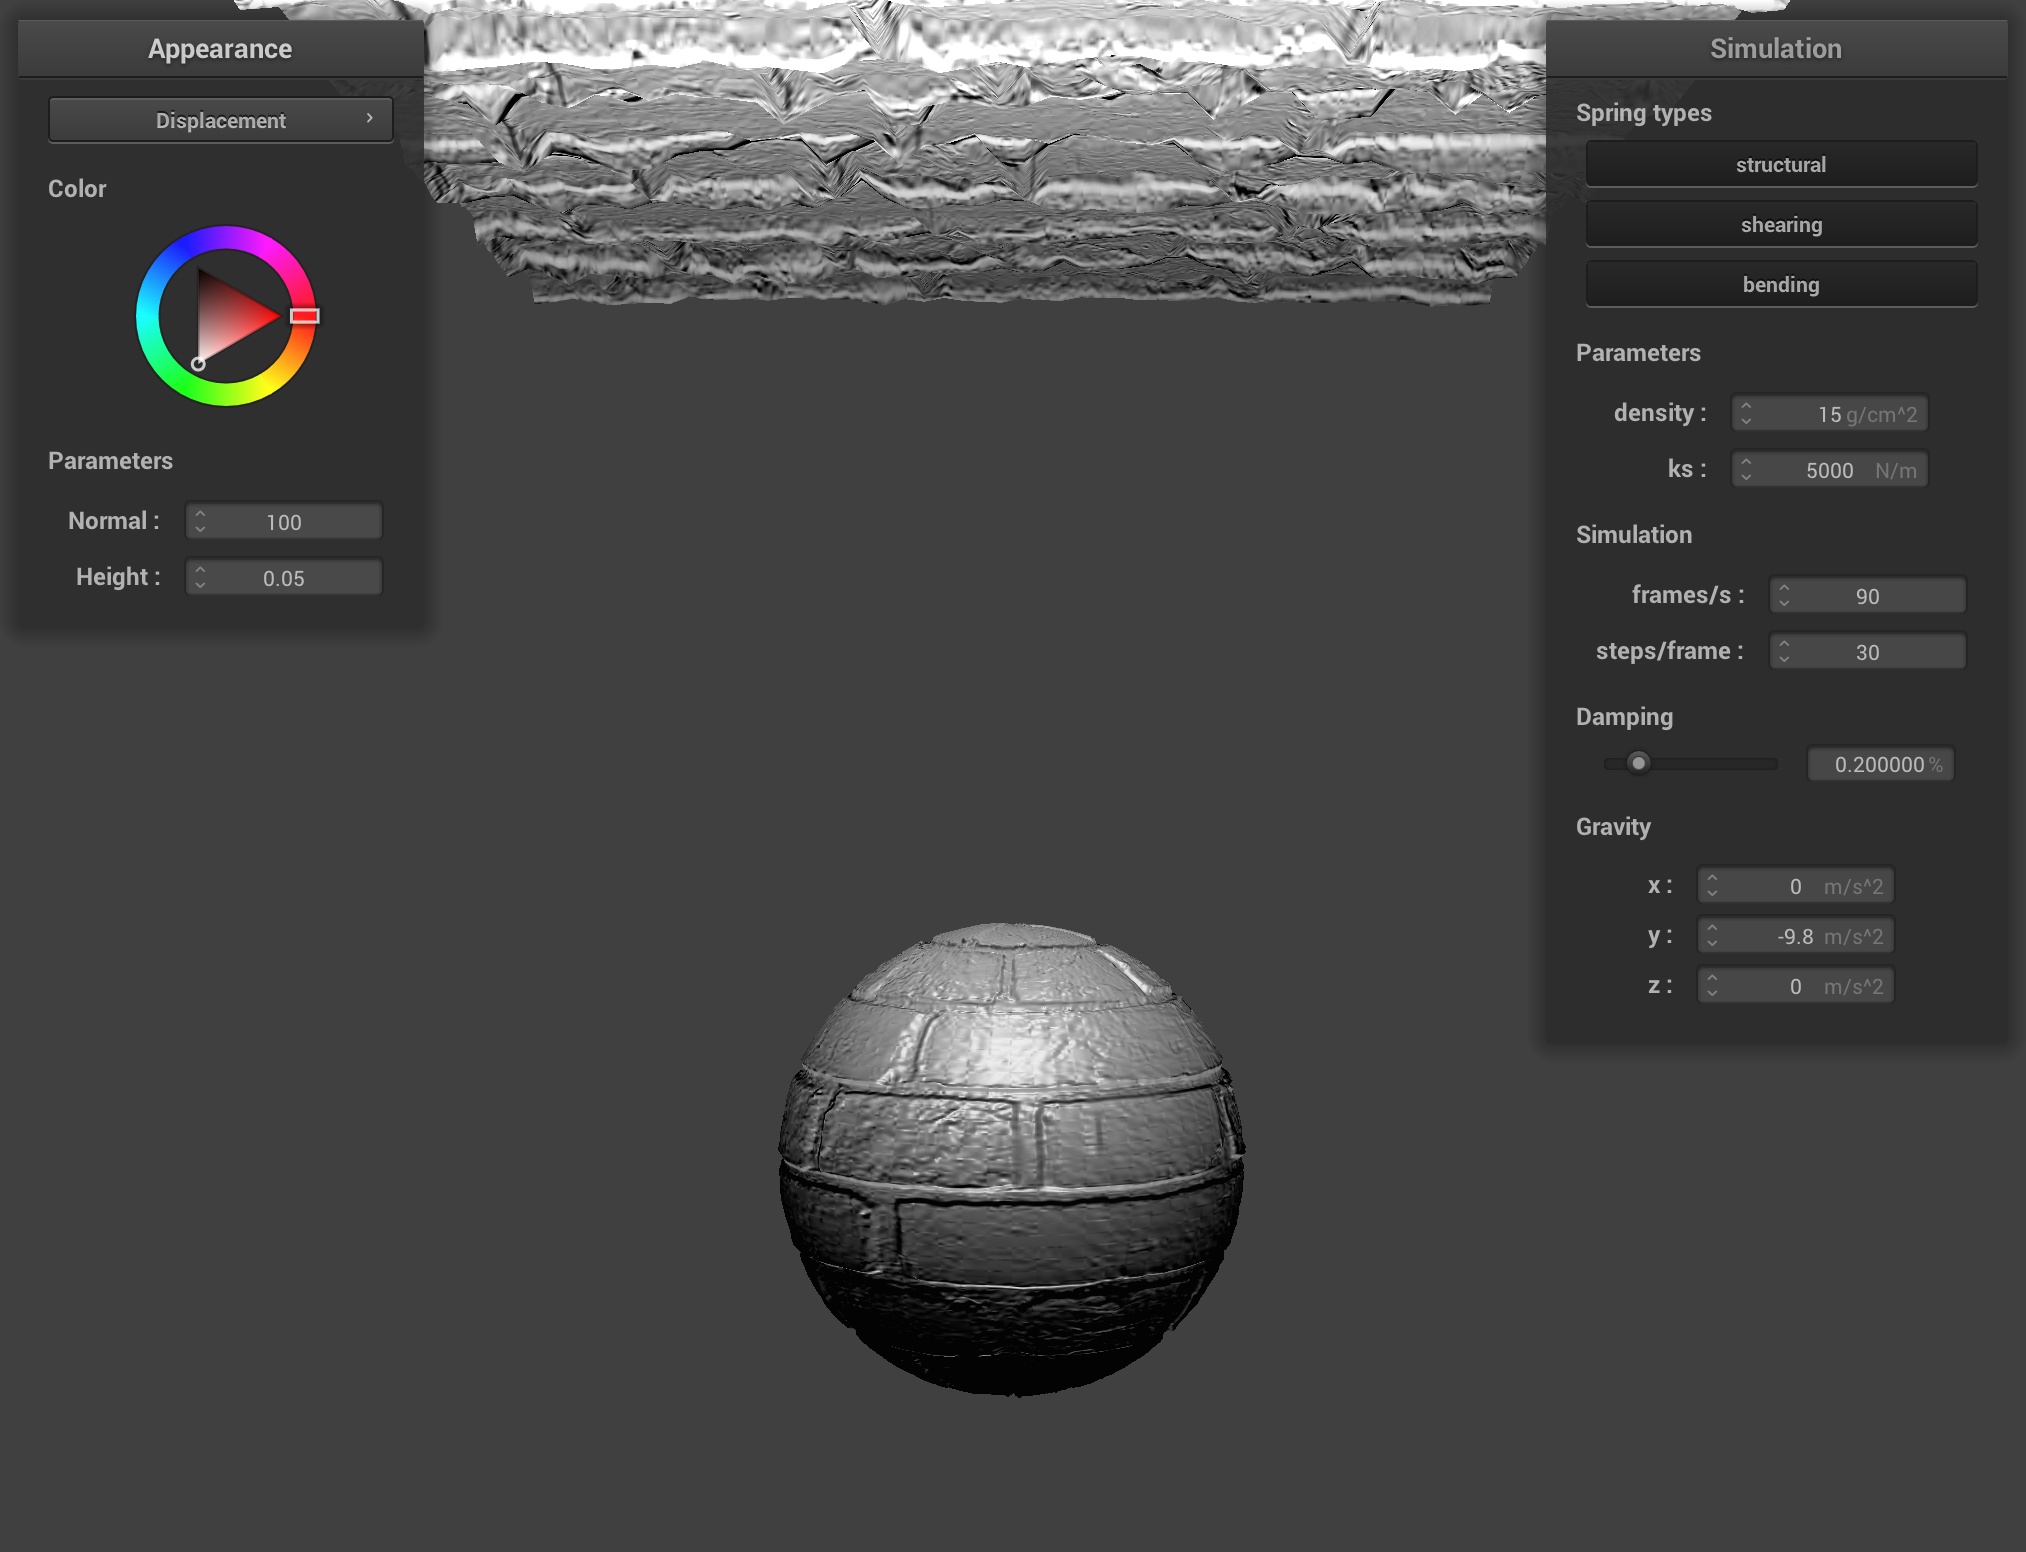 Appearance
Displacement
Color
Parameters
Normal : 100
Height : 0.05
Simulation
Spring types
structural
shearing
bending
Parameters
density : 15 g/cm^2
ks : 5000 N/m
Simulation
frames/s : 90
steps/frame : 30
Damping
0.200000 %
Gravity
x : 0 m/s^2
y : -9.8 m/s^2
z : 0 m/s^2